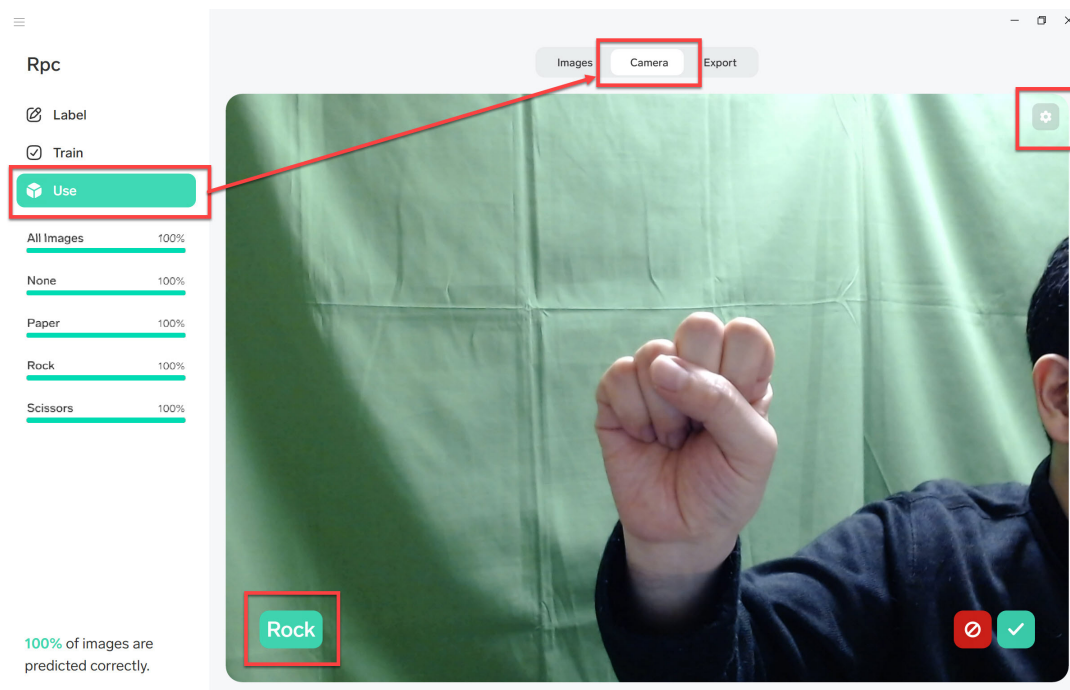 Rpc
Label
Train
Use
All Images 100%
None 100%
Paper 100%
Rock 100%
Scissors 100%
100% of images are
predicted correctly.
Images Camera Export
Rock